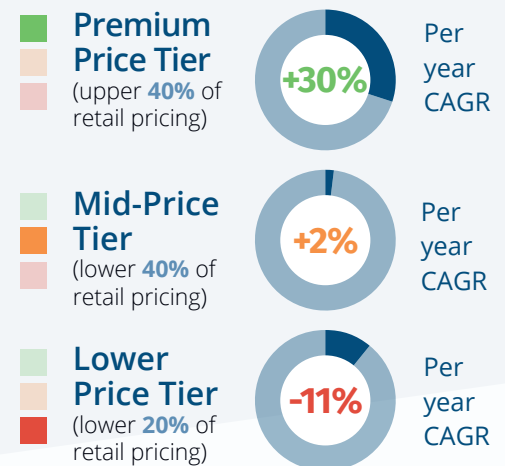 Premium
Price Tier
(upper 40% of
retail pricing)
+30%
Per
year
CAGR
Mid-Price
Tier
(lower 40% of
retail pricing)
+2%
Per
year
CAGR
Lower
Price Tier
(lower 20% of
retail pricing)
-11%
Per
year
CAGR